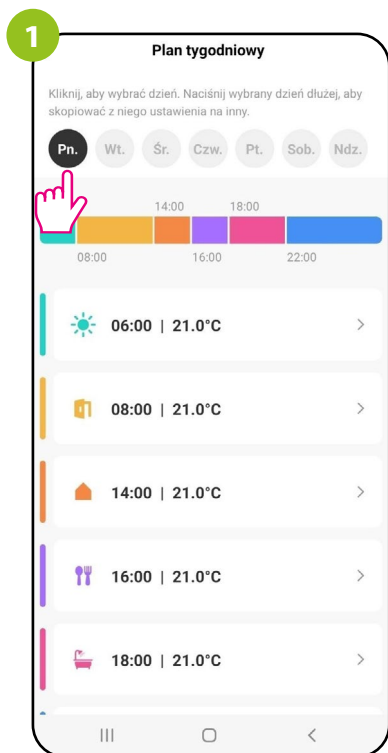 1
Plan tygodniowy
Kliknij, aby wybrać dzień. Naciśnij wybrany dzień dłużej, aby
skopiować z niego ustawienia na inny.
Pn. Wt. Śr. Czw. Pt. Sob. Ndz.
14:00 18:00
08:00 16:00 22:00
06:00 | 21.0°C
08:00 | 21.0°C
14:00 | 21.0°C
16:00 | 21.0°C
18:00 | 21.0°C